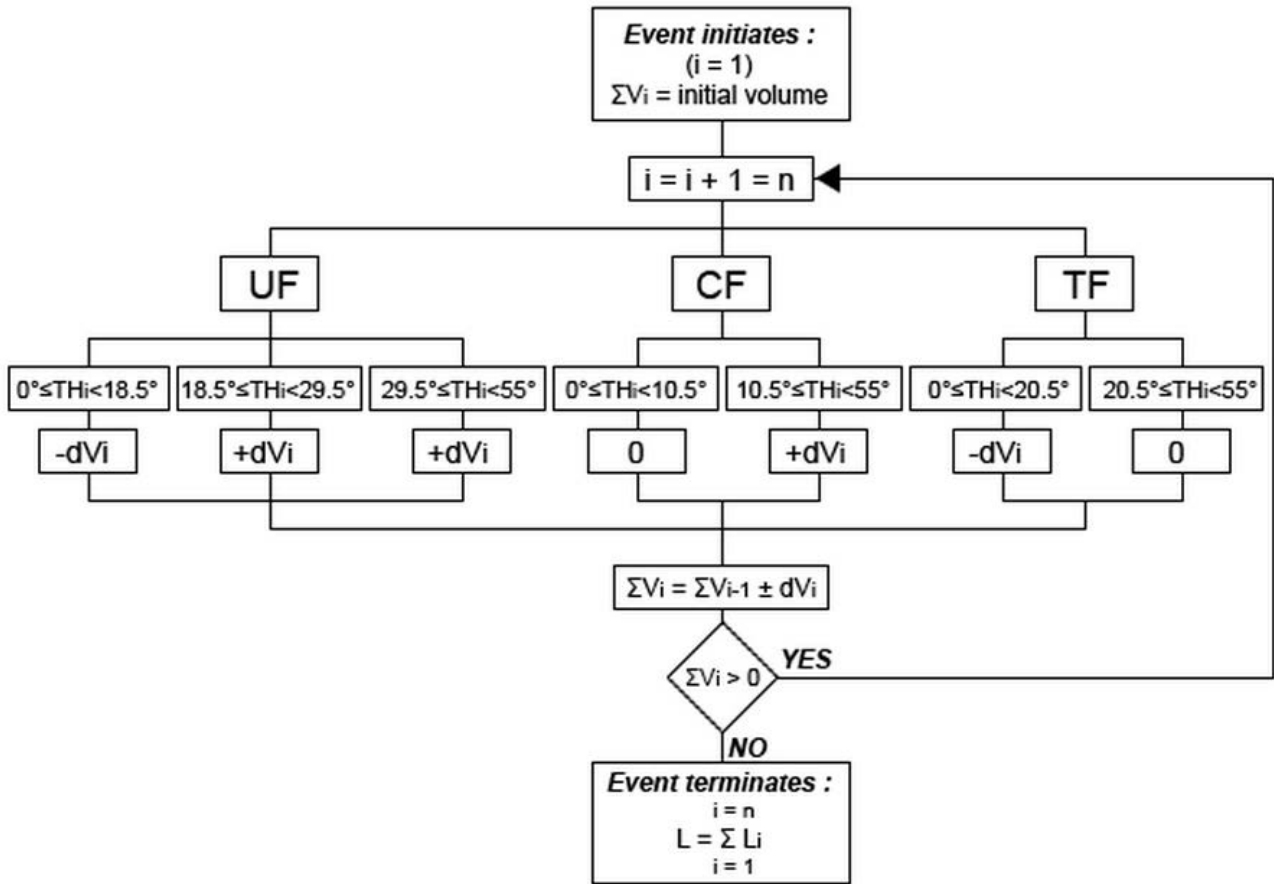 Event initiates :
(i = 1)
ΣVi = initial volume
i = i + 1 = n
UF
CF
TF
0°≤THi<18.5°
18.5°≤THi<29.5°
29.5°≤THi<55°
0°≤THi<10.5°
10.5°≤THi<55°
0°≤THi<20.5°
20.5°≤THi<55°
-dVi
+dVi
+dVi
0
+dVi
-dVi
0
ΣVi = ΣVi-1 ± dVi
ΣVi > 0
YES
NO
Event terminates :
i = n
L = Σ Li
i = 1